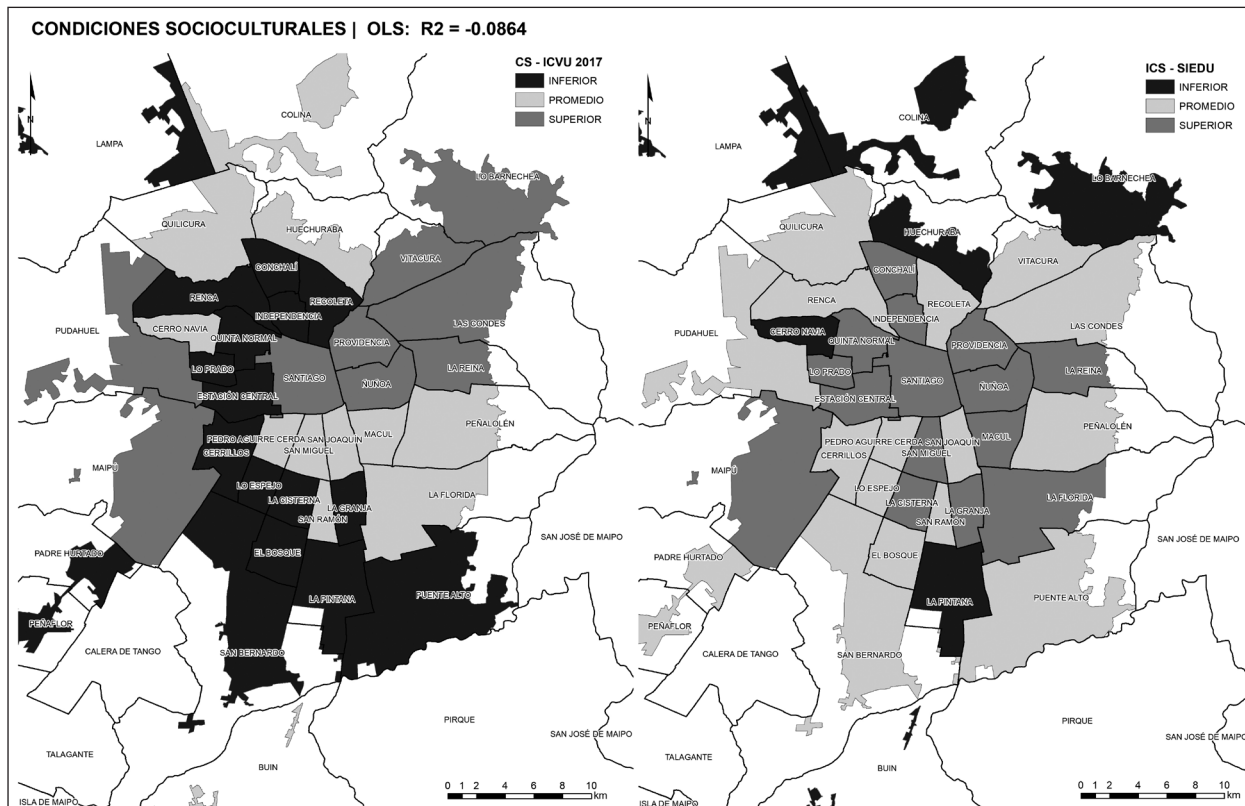 CONDICIONES SOCIOCULTURALES | OLS: R2 = -0.0864
CS - ICVU 2017
INFERIOR
PROMEDIO
SUPERIOR
N
COLINA
LAMPA
LO BARNECHEA
QUILICURA
HUECHURABA
VITACURA
CONCHALÍ
RENCA
RECOLETA
INDEPENDENCIA
LAS CONDES
PUDAHUEL
CERRO NAVIA
QUINTA NORMAL
PROVIDENCIA
LO PRADO
SANTIAGO
LA REINA
ÑUÑOA
ESTACIÓN CENTRAL
PEÑALOLÉN
MACUL
PEDRO AGUIRRE CERDA
SAN JOAQUÍN
CERRILLOS
SAN MIGUEL
MAIPÚ
LO ESPEJO
LA CISTERNA
LA FLORIDA
LA GRANJA
SAN RAMÓN
SAN JOSÉ DE MAIPO
PADRE HURTADO
EL BOSQUE
LA PINTANA
PUENTE ALTO
PEÑAFLOR
CALERA DE TANGO
SAN BERNARDO
PIRQUE
SAN JOSÉ DE MAIPO
TALAGANTE
BUIN
ISLA DE MAIPO
0 1 2 4 6 8 10
km
ICS - SIEDU
INFERIOR
PROMEDIO
SUPERIOR
N
COLINA
LAMPA
LO BARNECHEA
QUILICURA
HUECHURABA
VITACURA
CONCHALÍ
RENCA
RECOLETA
INDEPENDENCIA
LAS CONDES
PUDAHUEL
CERRO NAVIA
QUINTA NORMAL
PROVIDENCIA
LO PRADO
SANTIAGO
LA REINA
ÑUÑOA
ESTACIÓN CENTRAL
PEÑALOLÉN
MACUL
PEDRO AGUIRRE CERDA
SAN JOAQUÍN
CERRILLOS
SAN MIGUEL
MAIPÚ
LO ESPEJO
LA CISTERNA
LA FLORIDA
LA GRANJA
SAN RAMÓN
SAN JOSÉ DE MAIPO
PADRE HURTADO
EL BOSQUE
LA PINTANA
PUENTE ALTO
PEÑAFLOR
CALERA DE TANGO
SAN BERNARDO
PIRQUE
SAN JOSÉ DE MAIPO
TALAGANTE
BUIN
ISLA DE MAIPO
0 1 2 4 6 8 10
km